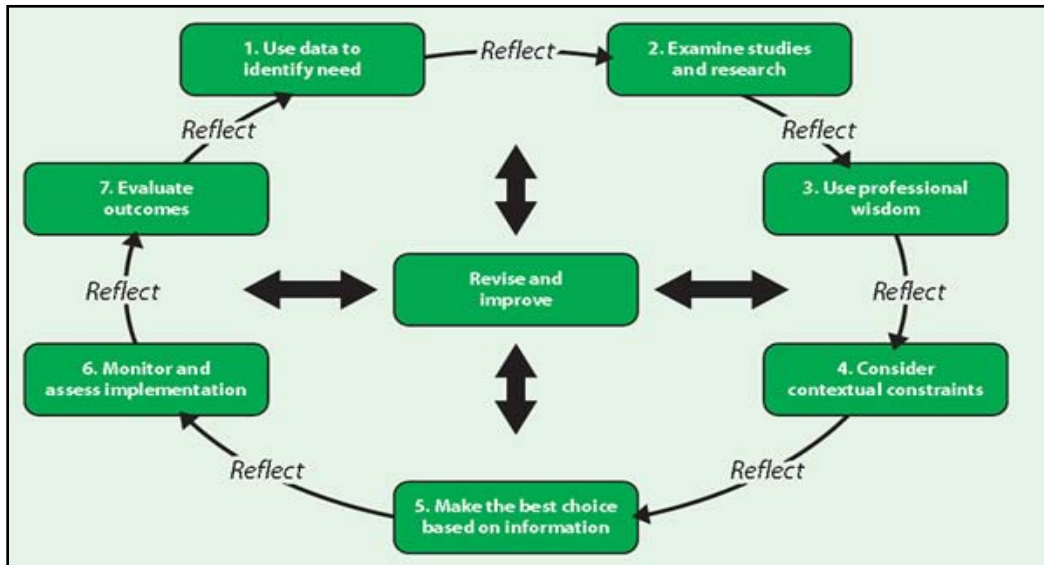 1. Use data to
identify need
Reflect
2. Examine studies
and research
Reflect
3. Use professional
wisdom
Reflect
4. Consider
contextual constraints
Reflect
5. Make the best choice
based on information
Reflect
6. Monitor and
assess implementation
Reflect
7. Evaluate
outcomes
Reflect
Revise and
improve